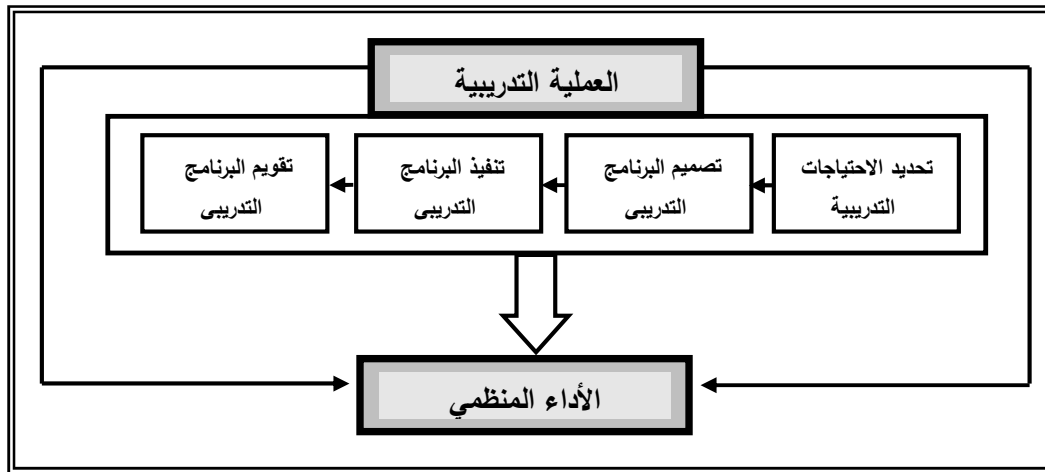 العملية التدريبية
تحديد الاحتياجات
التدريبية
تصميم البرنامج
التدريبى
تنفيذ البرنامج
التدريبى
تقويم البرنامج
التدريبى
الأداء المنظمي